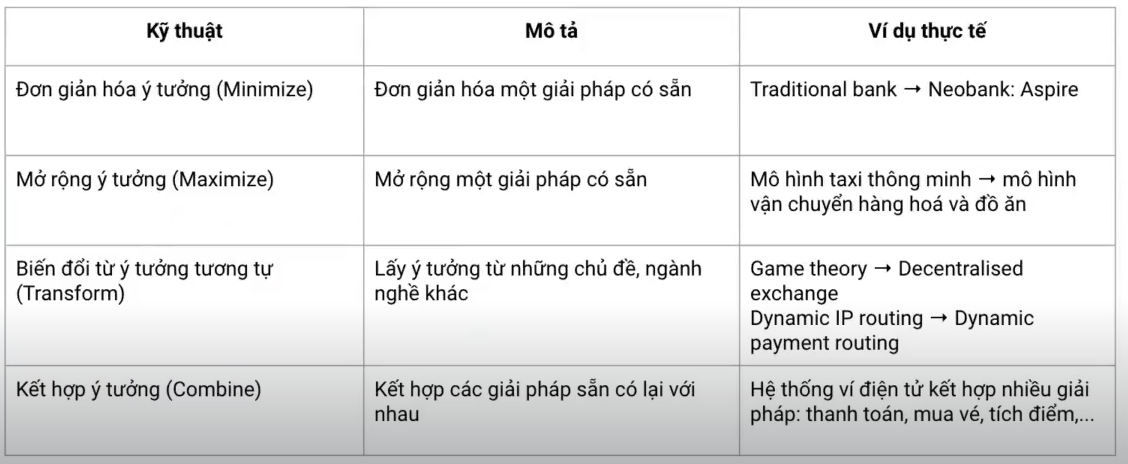 Kỹ thuật
Mô tả
Ví dụ thực tế
Đơn giản hóa ý tưởng (Minimize)
Đơn giản hóa một giải pháp có sẵn
Traditional bank → Neobank: Aspire
Mở rộng ý tưởng (Maximize)
Mở rộng một giải pháp có sẵn
Mô hình taxi thông minh → mô hình
vận chuyển hàng hoá và đồ ăn
Biến đổi từ ý tưởng tương tự
(Transform)
Lấy ý tưởng từ những chủ đề, ngành
nghề khác
Game theory → Decentralised
exchange
Dynamic IP routing → Dynamic
payment routing
Kết hợp ý tưởng (Combine)
Kết hợp các giải pháp sẵn có lại với
nhau
Hệ thống ví điện tử kết hợp nhiều giải
pháp: thanh toán, mua vé, tích điểm,...